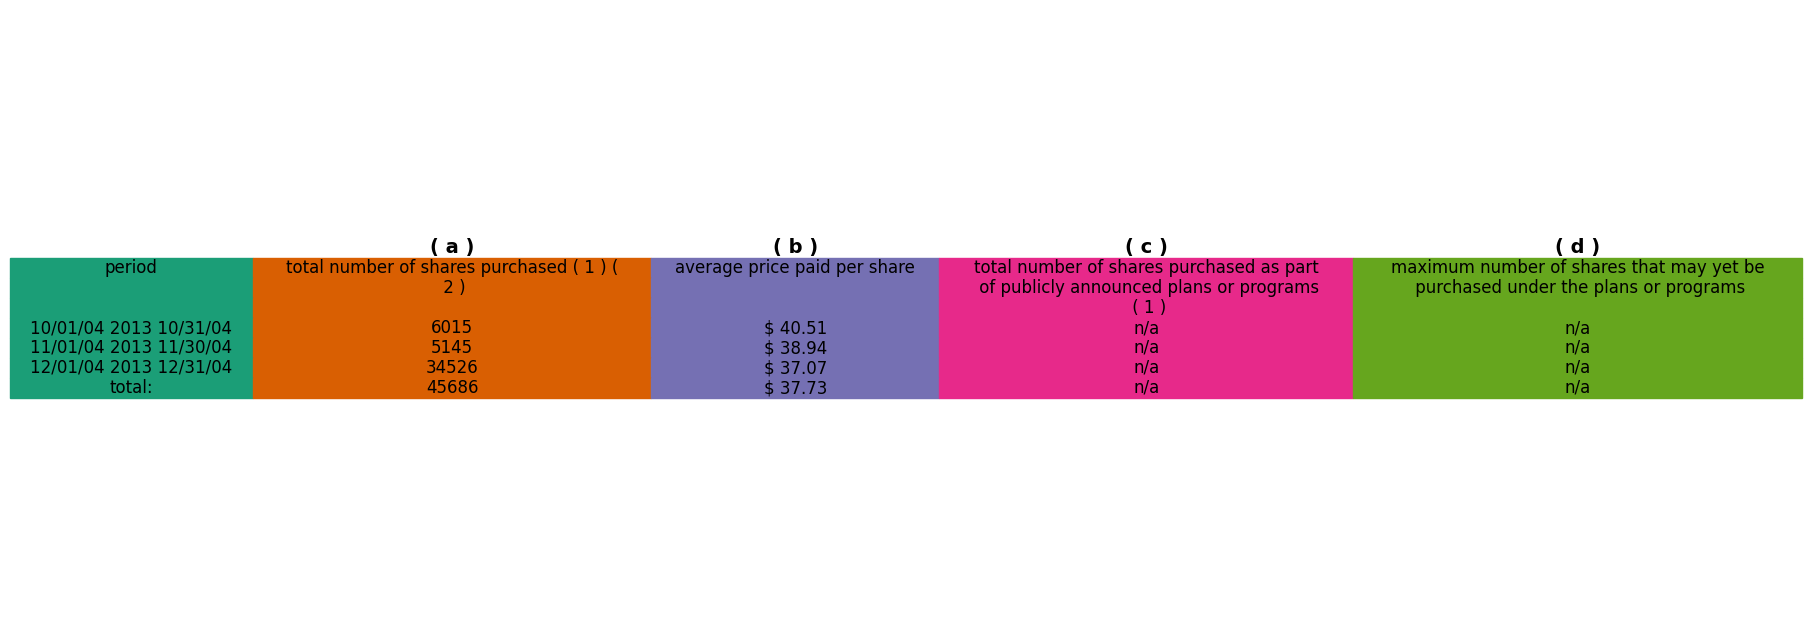 ( a ) ( b ) ( c ) ( d )
period total number of shares purchased ( 1 ) ( average price paid per share total number of shares purchased as part maximum number of shares that may yet be
2 ) of publicly announced plans or programs purchased under the plans or programs
( 1 )
10/01/04 2013 10/31/04 6015 $ 40.51 n/a n/a
11/01/04 2013 11/30/04 5145 $ 38.94 n/a n/a
12/01/04 2013 12/31/04 34526 $ 37.07 n/a n/a
total: 45686 $ 37.73 n/a n/a